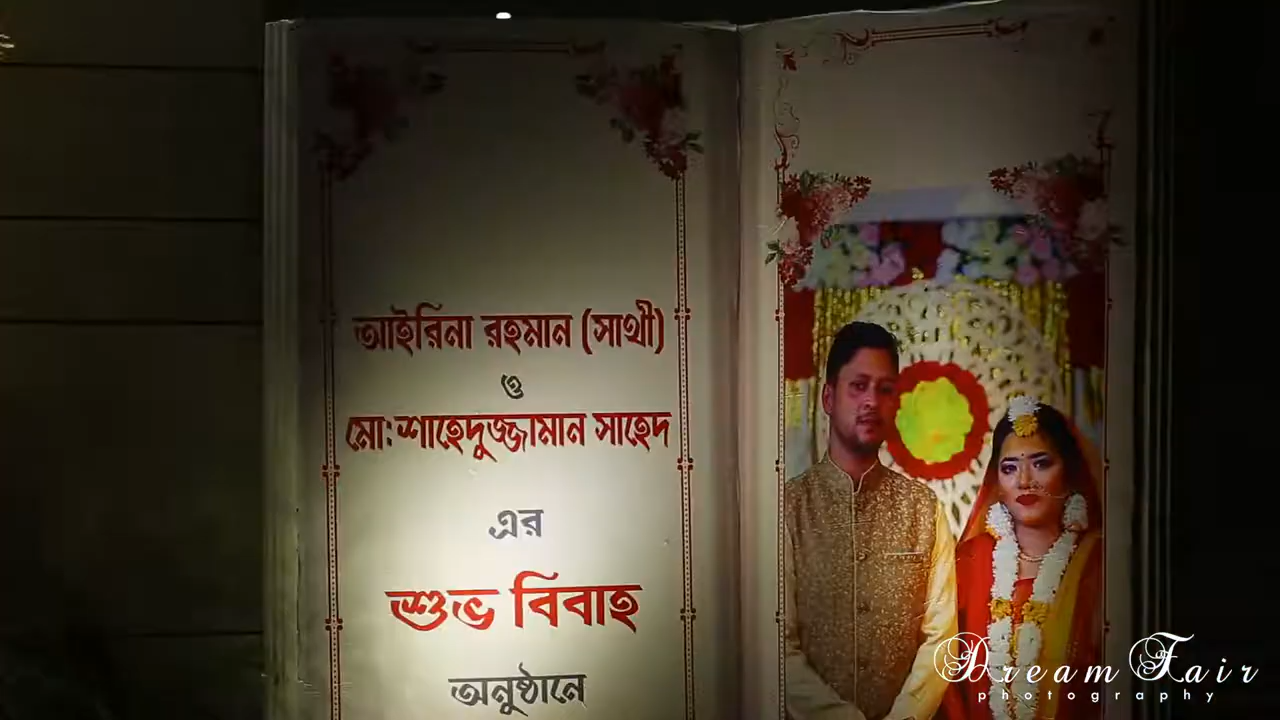 আইরিনা রহমান (সাথী)
ও
মো: শাহেদুজ্জামান সাহেদ
এর
শুভ বিবাহ
অনুষ্ঠানে
Dream Fair
photography